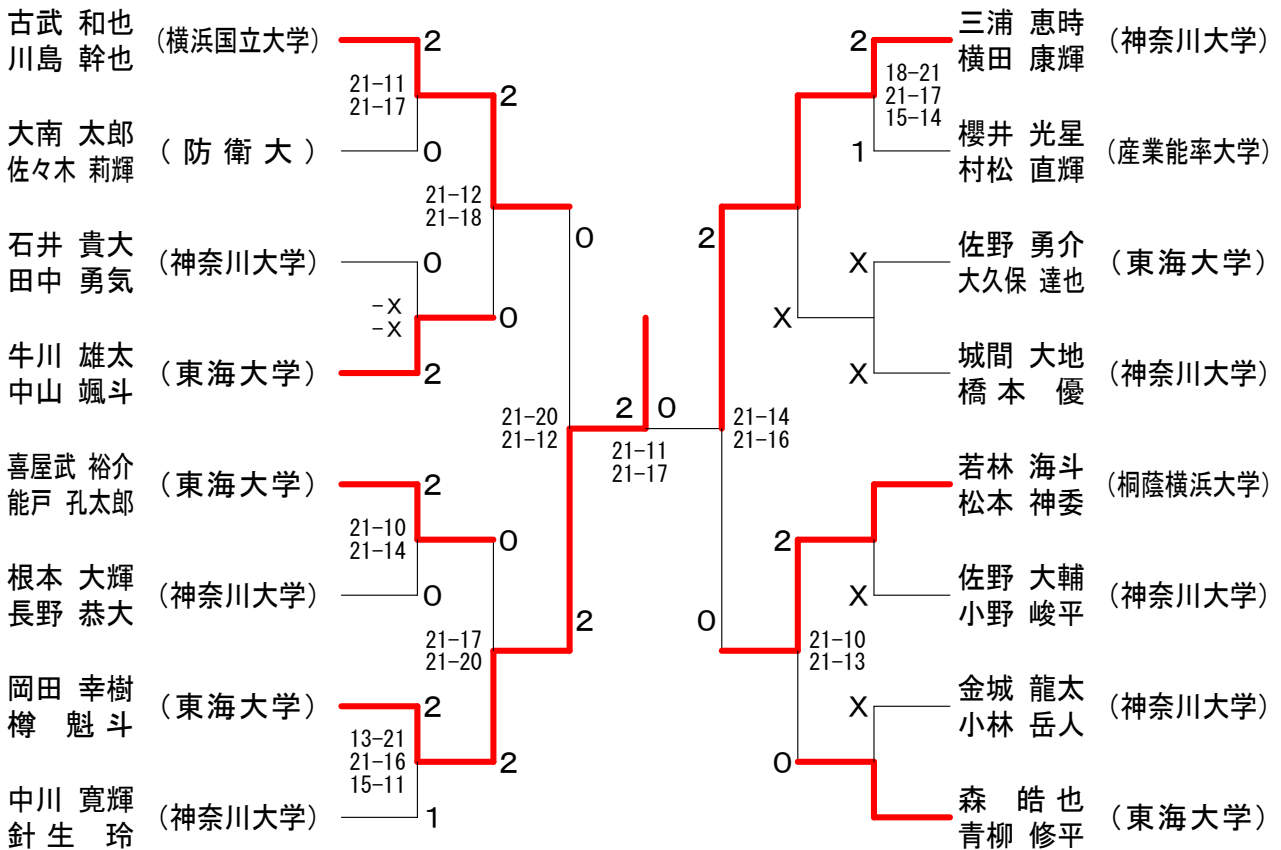 古武 和也
川島 幹也
(横浜国立大学)
2
21-11
21-17
2
大南 太郎
佐々木 莉輝
(防衛大)
0
21-12
21-18
0
石井 貴大
田中 勇気
(神奈川大学)
0
-X
-X
0
牛川 雄太
中山 颯斗
(東海大学)
2
21-20
21-12
喜屋武 裕介
能戸 孔太郎
(東海大学)
2
21-10
21-14
0
根本 大輝
長野 恭大
(神奈川大学)
0
21-17
21-20
2
岡田 幸樹
樽 魁斗
(東海大学)
2
13-21
21-16
15-11
2
中川 寛輝
針生 玲
(神奈川大学)
1
2 0
21-11
21-17
三浦 恵時
横田 康輝
(神奈川大学)
2
18-21
21-17
15-14
櫻井 光星
村松 直輝
(産業能率大学)
1
2
佐野 勇介
大久保 達也
(東海大学)
X
X
城間 大地
橋本 優
(神奈川大学)
X
21-14
21-16
若林 海斗
松本 神委
(桐蔭横浜大学)
2
佐野 大輔
小野 峻平
(神奈川大学)
X
0
21-10
21-13
金城 龍太
小林 岳人
(神奈川大学)
X
0
森 皓也
青柳 修平
(東海大学)